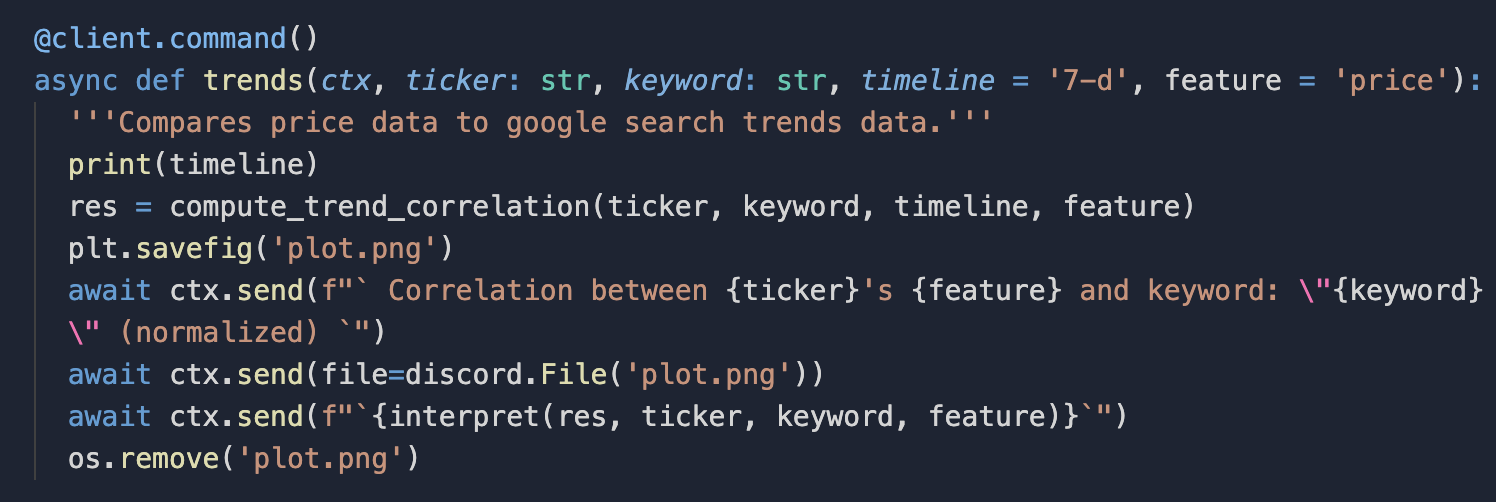 @client.command()
async def trends(ctx, ticker: str, keyword: str, timeline = '7-d', feature = 'price'):
'''Compares price data to google search trends data.'''
print(timeline)
res = compute_trend_correlation(ticker, keyword, timeline, feature)
plt.savefig('plot.png')
await ctx.send(f"` Correlation between {ticker}'s {feature} and keyword: \"{keyword}
\" (normalized) `")
await ctx.send(file=discord.File('plot.png'))
await ctx.send(f"`{interpret(res, ticker, keyword, feature)}`")
os.remove('plot.png')